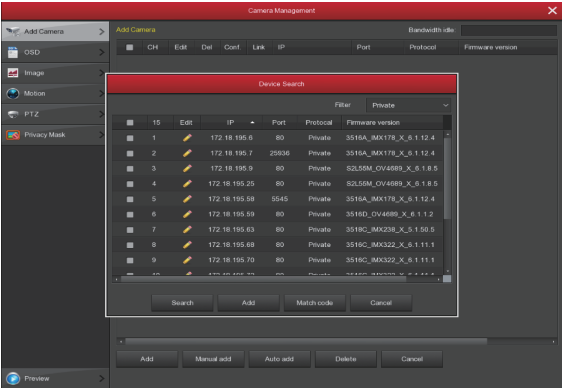 Camera Management
Add Camera
OSD
Image
Motion
PTZ
Privacy Mask
Preview
Add Camera Bandwidth idle:
CH Edit Del Conf. Link IP Port Protocol Firmware version
Device Search
Filter Private
15 Edit IP Port Protocal Firmware version
1 172.18.195.6 80 Private 3516A_IMX178_X_6.1.12.4
2 172.18.195.7 25936 Private 3516A_IMX178_X_6.1.12.4
3 172.18.195.9 80 Private S2L55M_OV4689_X_6.1.8.5
4 172.18.195.25 80 Private S2L55M_OV4689_X_6.1.8.5
5 172.18.195.58 5545 Private 3516A_IMX178_X_6.1.12.4
6 172.18.195.59 80 Private 3516D_OV4689_X_6.1.1.2
7 172.18.195.63 80 Private 3518C_IMX238_X_5.1.50.5
8 172.18.195.68 80 Private 3516C_IMX322_X_6.1.11.1
9 172.18.195.70 80 Private 3516C_IMX322_X_6.1.11.1
Search Add Match code Cancel
Add Manual add Auto add Delete Cancel